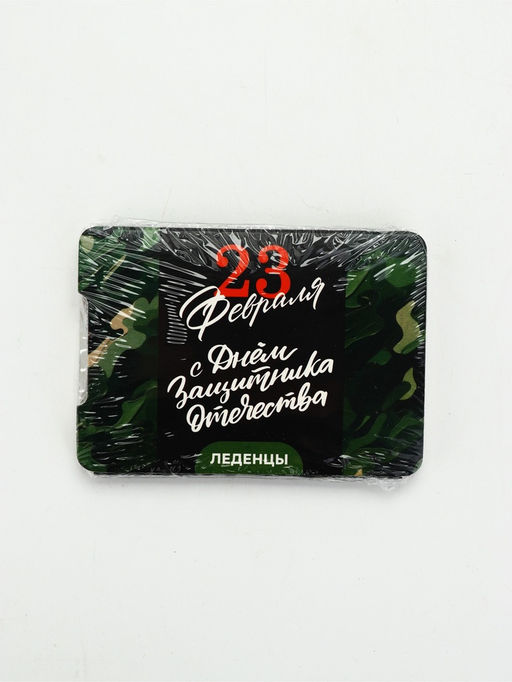 23
Февраля
с Днём
Защитника
Отечества
ЛЕДЕНЦЫ